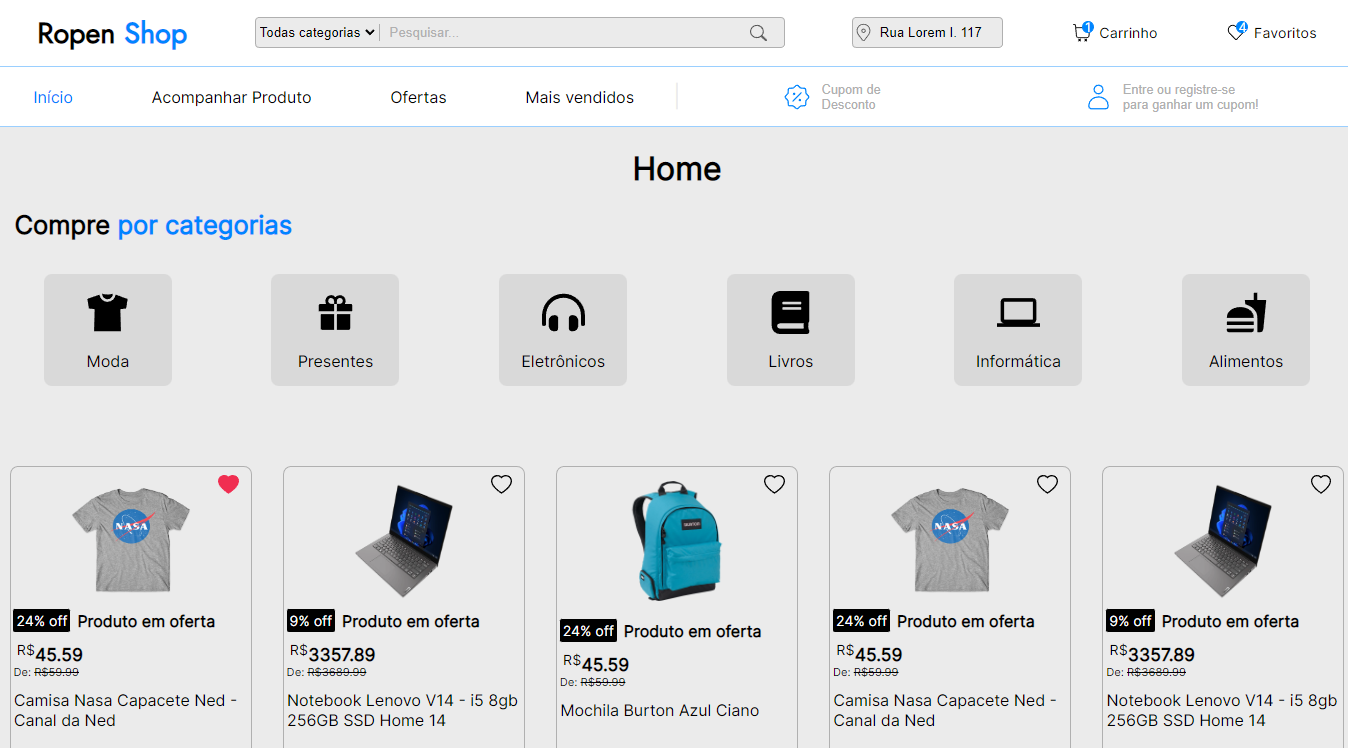 Ropen Shop
Todas categorias
Pesquisar...
Rua Lorem I. 117
1
Carrinho
4
Favoritos
Início
Acompanhar Produto
Ofertas
Mais vendidos
Cupom de
Desconto
Entre ou registre-se
para ganhar um cupom!
Home
Compre por categorias
Moda
Presentes
Eletrônicos
Livros
Informática
Alimentos
NASA
24% off Produto em oferta
R$45.59
De: R$59.99
Camisa Nasa Capacete Ned -
Canal da Ned
9% off Produto em oferta
R$3357.89
De: R$3689.99
Notebook Lenovo V14 - i5 8gb
256GB SSD Home 14
BURTON
24% off Produto em oferta
R$45.59
De: R$59.99
Mochila Burton Azul Ciano
NASA
24% off Produto em oferta
R$45.59
De: R$59.99
Camisa Nasa Capacete Ned -
Canal da Ned
9% off Produto em oferta
R$3357.89
De: R$3689.99
Notebook Lenovo V14 - i5 8gb
256GB SSD Home 14